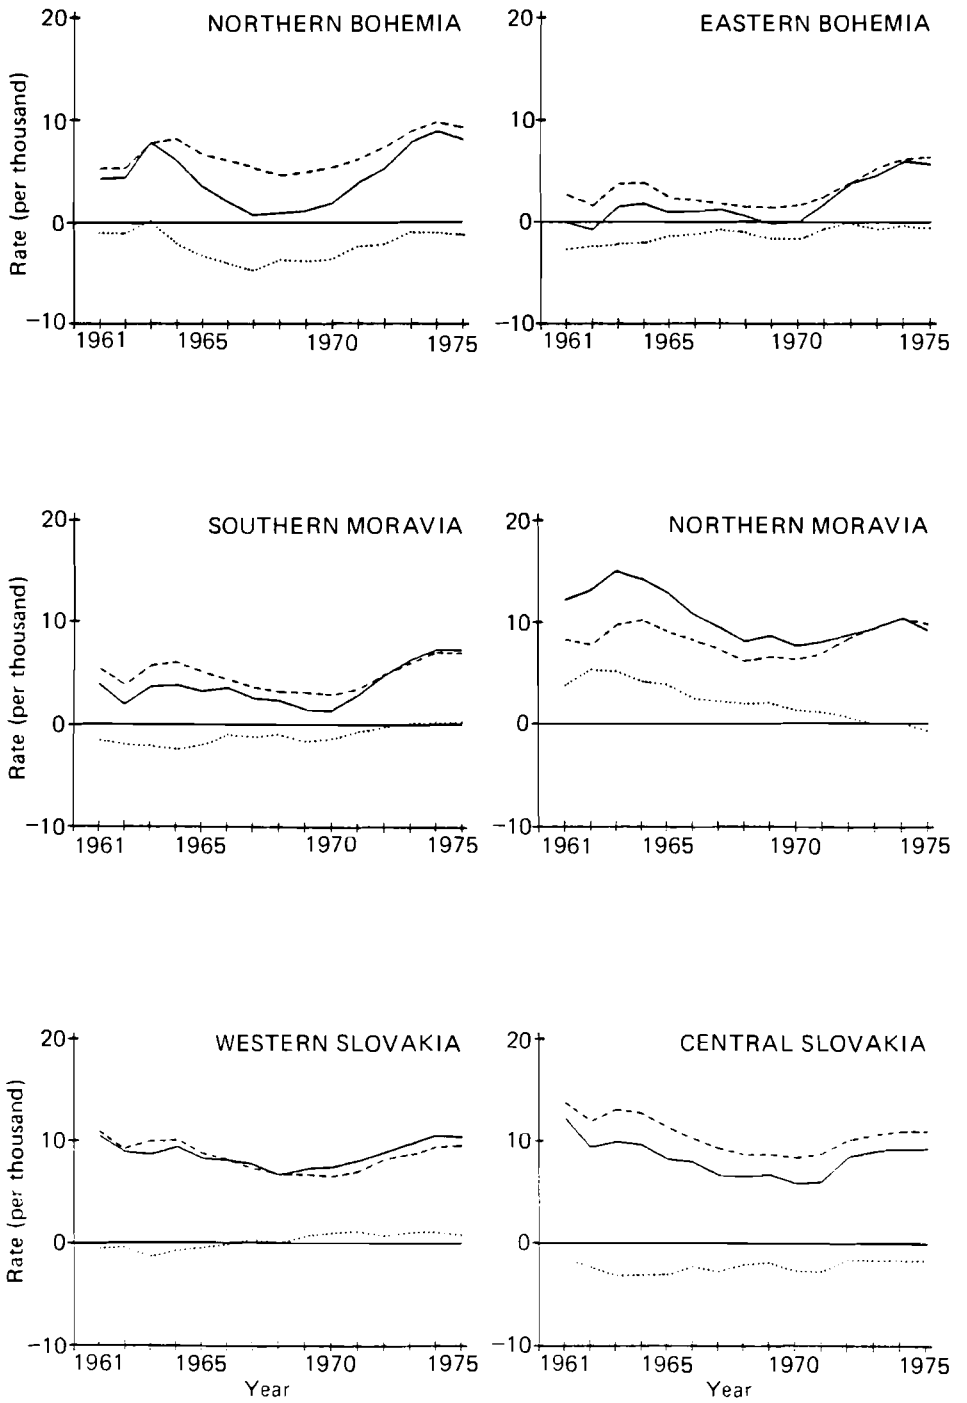 NORTHERN BOHEMIA
20
10
0
−10
Rate (per thousand)
1961 1965 1970 1975
EASTERN BOHEMIA
20
10
0
−10
1961 1965 1970 1975
SOUTHERN MORAVIA
20
10
0
−10
Rate (per thousand)
1961 1965 1970 1975
NORTHERN MORAVIA
20
10
0
−10
1961 1965 1970 1975
WESTERN SLOVAKIA
20
10
0
−10
Rate (per thousand)
1961 1965 1970 1975
Year
CENTRAL SLOVAKIA
20
10
0
−10
1961 1965 1970 1975
Year